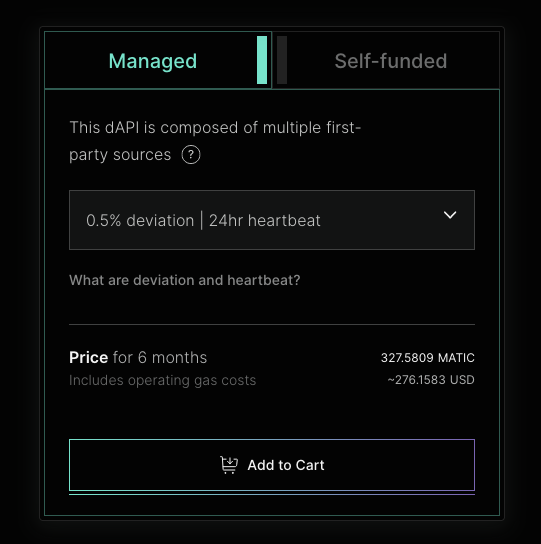 Managed
Self-funded
This dAPI is composed of multiple first-
party sources ?
0.5% deviation | 24hr heartbeat
What are deviation and heartbeat?
Price for 6 months
327.5809 MATIC
Includes operating gas costs
~276.1583 USD
Add to Cart